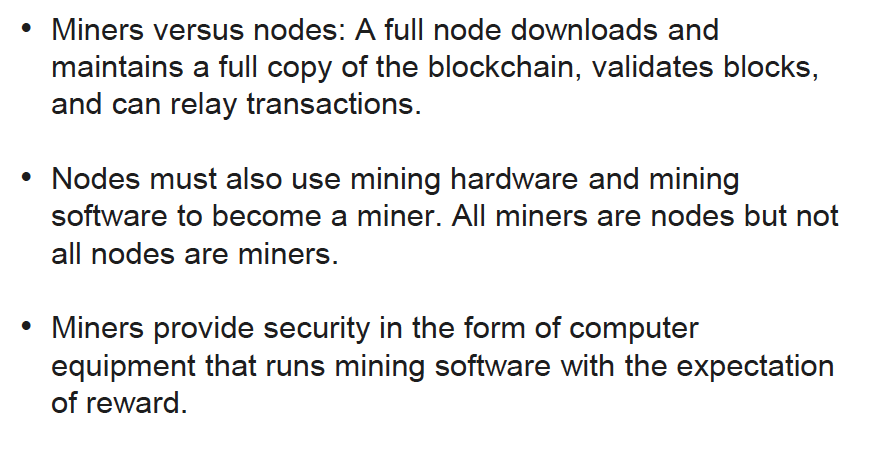 • Miners versus nodes: A full node downloads and
maintains a full copy of the blockchain, validates blocks,
and can relay transactions.
• Nodes must also use mining hardware and mining
software to become a miner. All miners are nodes but not
all nodes are miners.
• Miners provide security in the form of computer
equipment that runs mining software with the expectation
of reward.